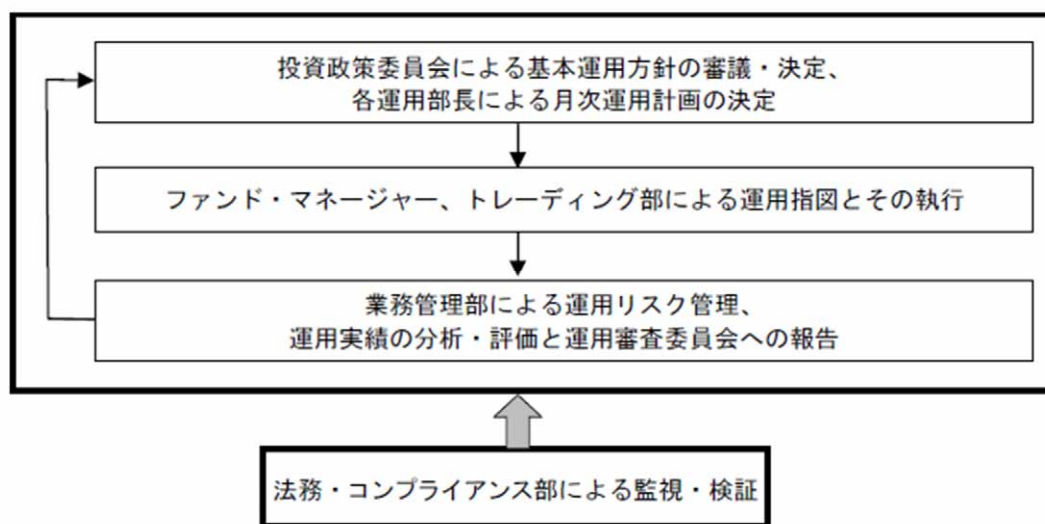 投資政策委員会による基本運用方針の審議・決定、
各運用部長による月次運用計画の決定
ファンド・マネージャー、トレーディング部による運用指図とその執行
業務管理部による運用リスク管理、
運用実績の分析・評価と運用審査委員会への報告
法務・コンプライアンス部による監視・検証